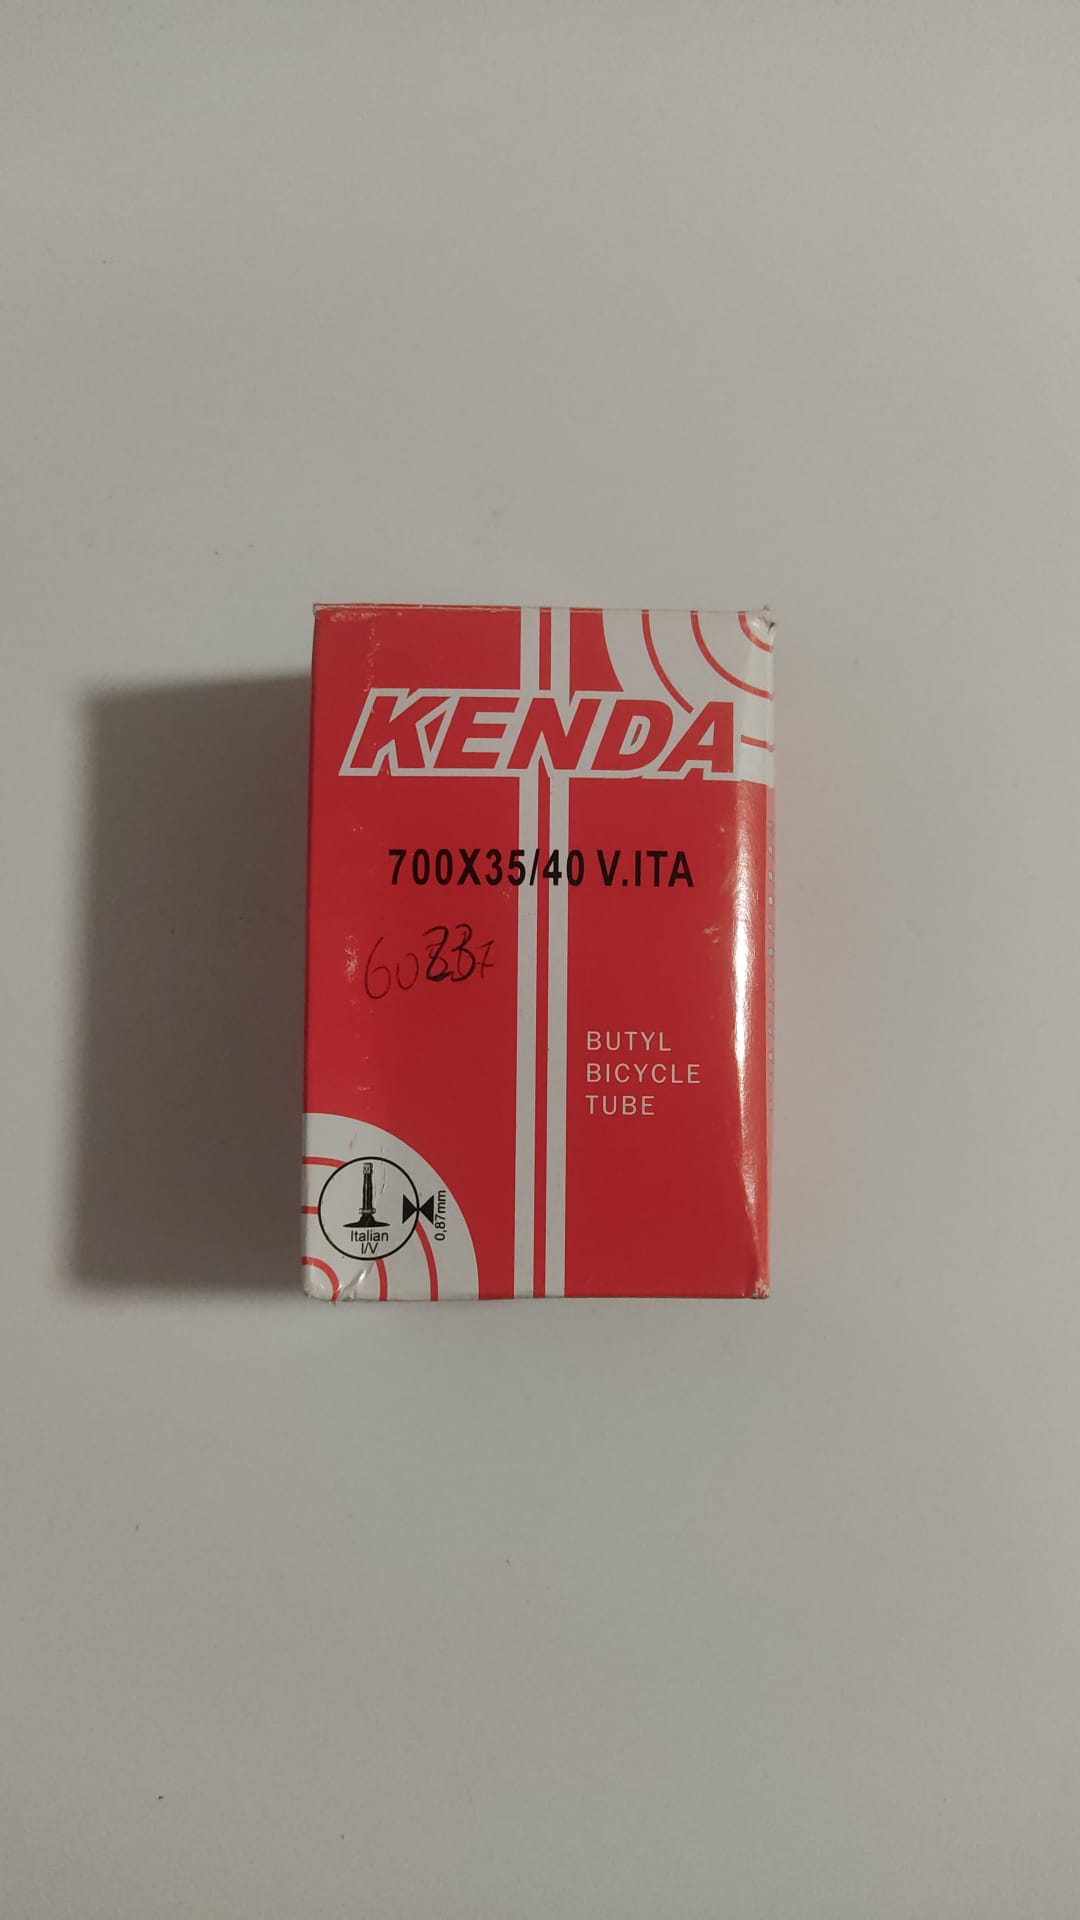 KENDA
700X35/40 V.ITA
BUTYL
BICYCLE
TUBE
Italian
I/V
0,87mm